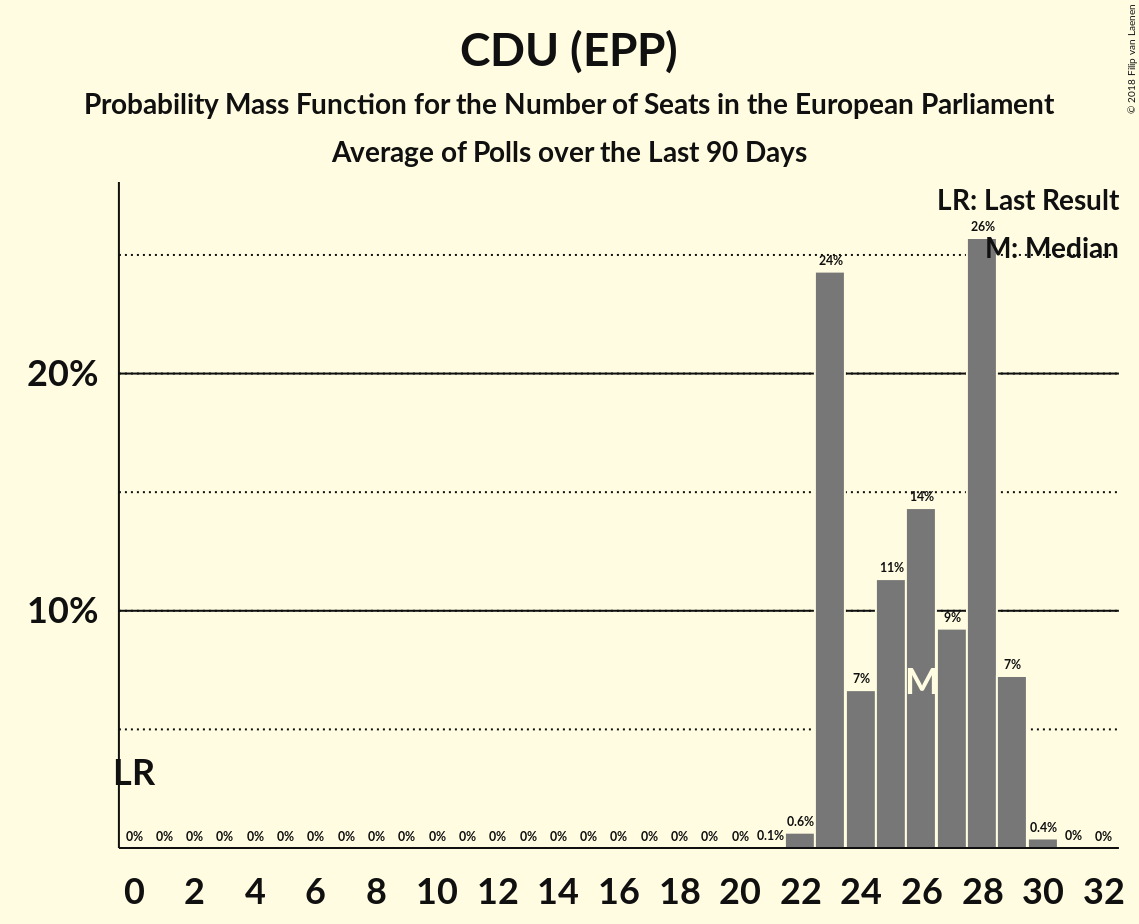 CDU (EPP)
Probability Mass Function for the Number of Seats in the European Parliament
Average of Polls over the Last 90 Days
© 2018 Filip van Laenen
LR: Last Result
M: Median
26%
24%
20%
14%
11%
10%
9%
7%
7%
M
LR
0% 0% 0% 0% 0% 0% 0% 0% 0% 0% 0% 0% 0% 0% 0% 0% 0% 0% 0% 0% 0% 0.1% 0.6% 0.4% 0% 0%
0 2 4 6 8 10 12 14 16 18 20 22 24 26 28 30 32